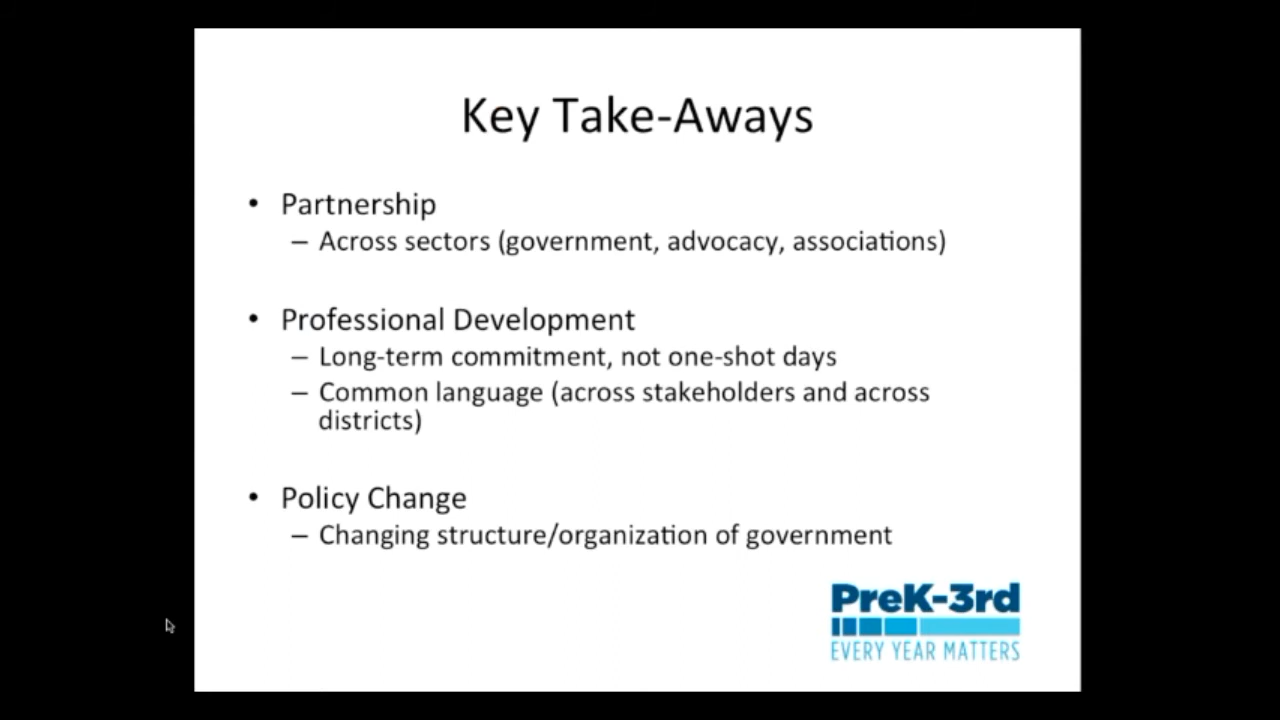 Key Take-Aways
• Partnership
– Across sectors (government, advocacy, associations)
• Professional Development
– Long-term commitment, not one-shot days
– Common language (across stakeholders and across
districts)
• Policy Change
– Changing structure/organization of government
PreK-3rd
EVERY YEAR MATTERS